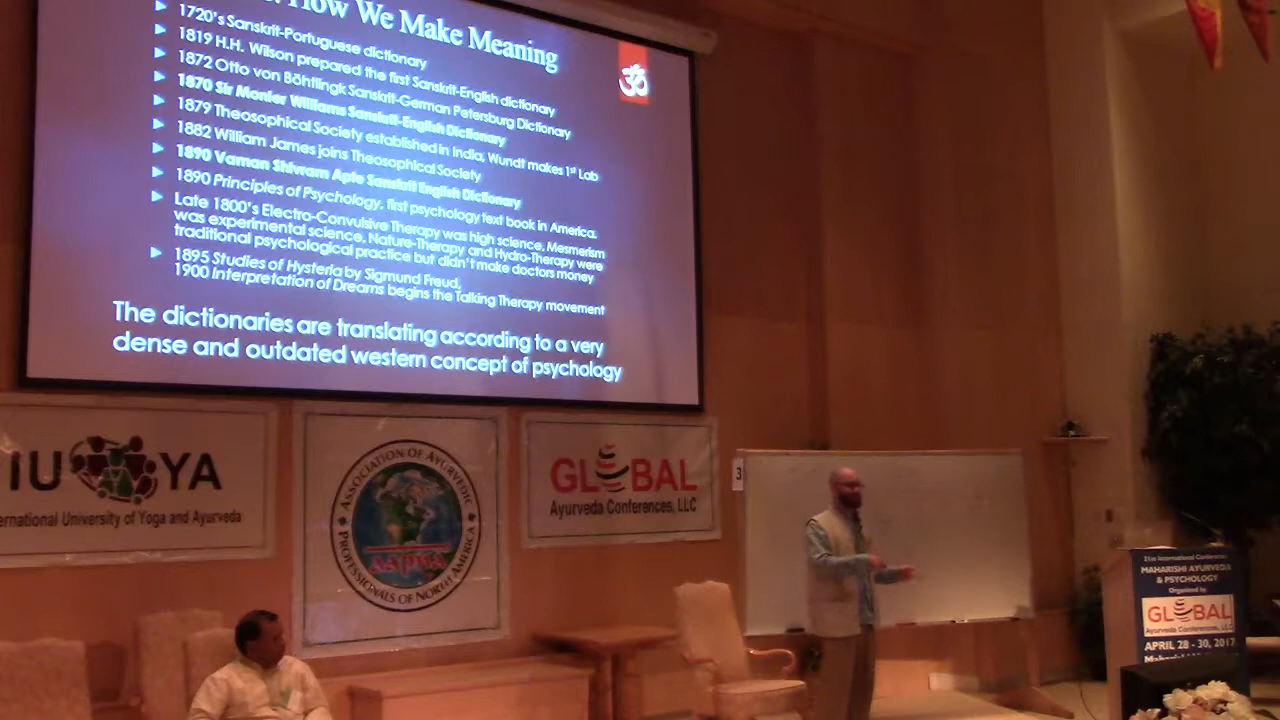 How We Make Meaning
► 1720's Sanskrit-Portuguese dictionary
► 1819 H.H. Wilson prepared the first Sanskrit-English dictionary
► 1872 Otto von Böhtlingk Sanskrit-German Petersburg Dictionary
► 1870 Sir Monier Williams Sanskrit-English Dictionary
► 1879 Theosophical Society established in India, Wundt makes 1st Lab
► 1882 William James joins Theosophical Society
► 1890 Vaman Shivram Apte Sanskrit English Dictionary
► 1890 Principles of Psychology, first psychology text book in America.
► Late 1800's Electro-Convulsive Therapy was high science, Mesmerism
was experimental science, Nature-Therapy and Hydro-Therapy were
traditional psychological practice but didn't make doctors money
► 1895 Studies of Hysteria by Sigmund Freud,
1900 Interpretation of Dreams begins the Talking Therapy movement
The dictionaries are translating according to a very
dense and outdated western concept of psychology
ॐ
IU YA
ernational University of Yoga and Ayurveda
ASSOCIATION OF AYURVEDIC
PROFESSIONALS OF NORTH AMERICA
AAPNA
GLOBAL
Ayurveda Conferences, LLC
3
21st International Conference
MAHARISHI AYURVEDA
& PSYCHOLOGY
Organized by
GLOBAL
Ayurveda Conferences, LLC
APRIL 28 - 30, 2017